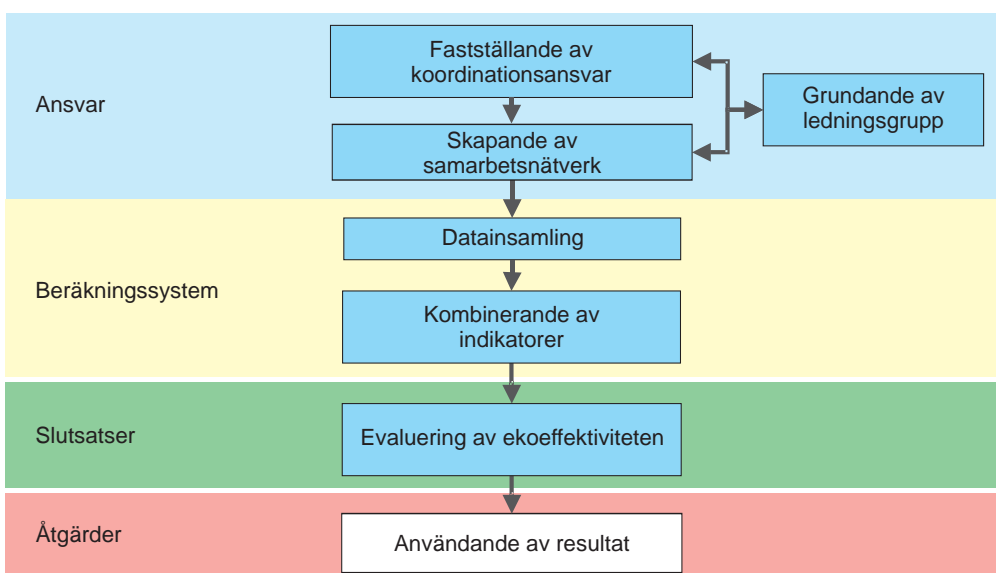 Ansvar
Fastställande av
koordinationsansvar
Grundande av
ledningsgrupp
Skapande av
samarbetsnätverk
Beräkningssystem
Datainsamling
Kombinerande av
indikatorer
Slutsatser
Evaluering av ekoeffektiviteten
Åtgärder
Användande av resultat